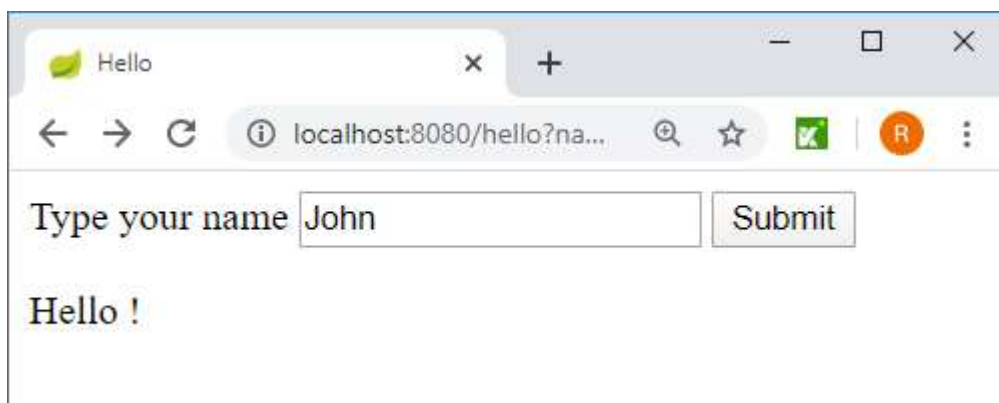 Hello
localhost:8080/hello?na...
R
Type your name John Submit
Hello !